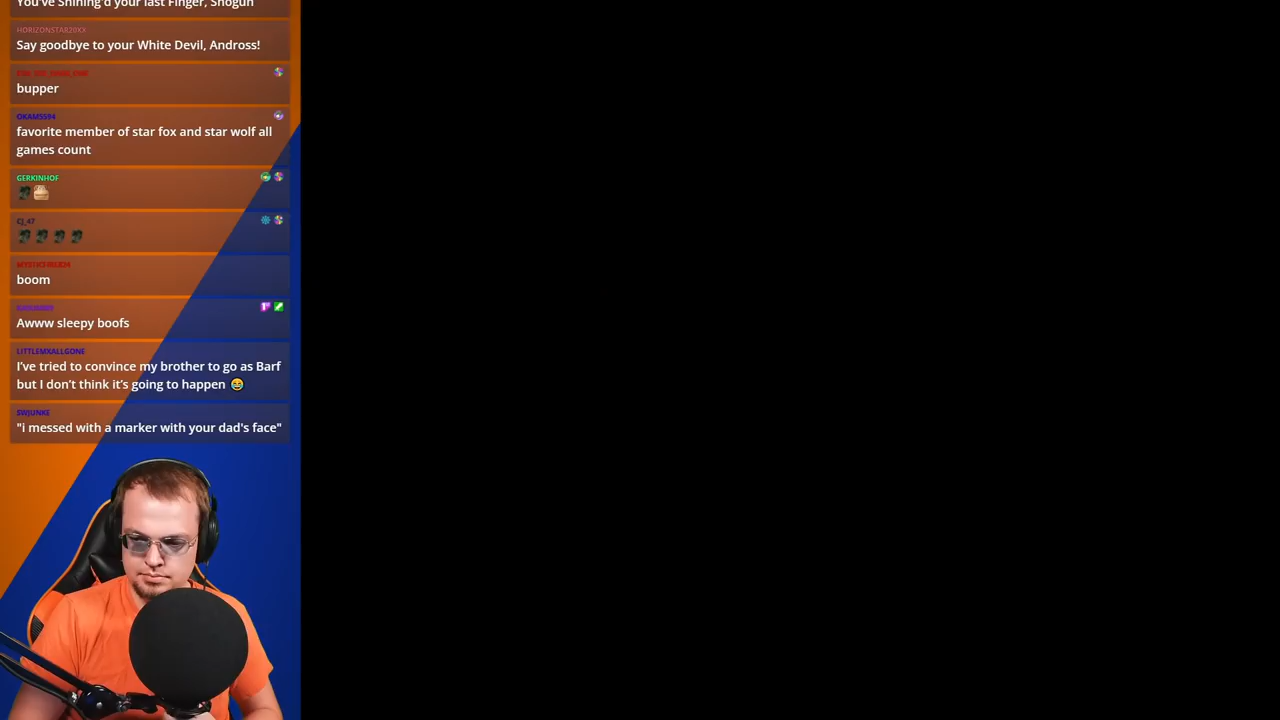 You've Shining'd your last Finger, Shogun
HORIZONSTAR20XX
Say goodbye to your White Devil, Andross!
bupper
OKAMS594
favorite member of star fox and star wolf all
games count
GERKINHOF
CJ_47
boom
Awww sleepy boofs
LITTLEMXALLGONE
I've tried to convince my brother to go as Barf
but I don't think it's going to happen 😂
SWJUNKE
"i messed with a marker with your dad's face"